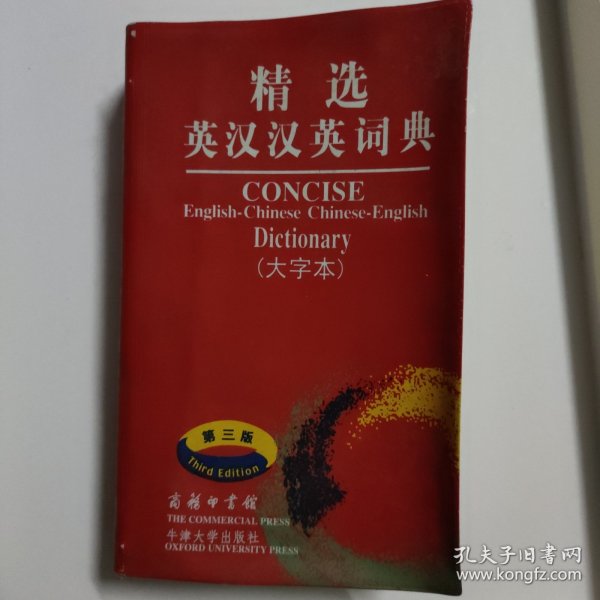 精选
英汉汉英词典
CONCISE
English-Chinese Chinese-English
Dictionary
(大字本)
第三版
Third Edition
商务印书馆
THE COMMERCIAL PRESS
牛津大学出版社
OXFORD UNIVERSITY PRESS
孔夫子旧书网
www.kongfz.com